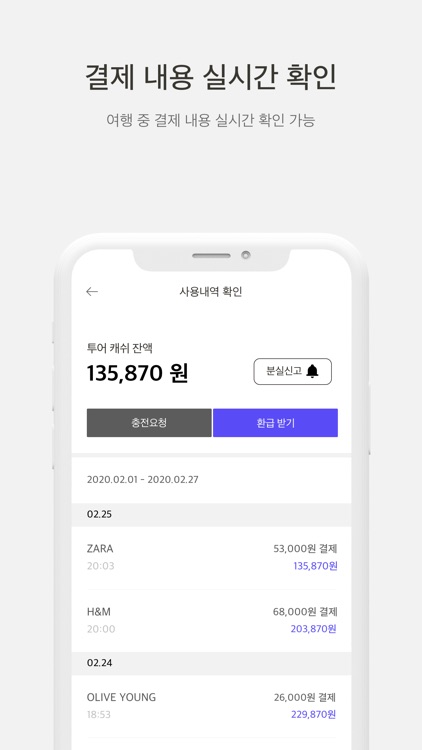 결제 내용 실시간 확인
여행 중 결제 내용 실시간 확인 가능
사용내역 확인
투어 캐쉬 잔액
135,870 원
분실신고
충전요청
환급 받기
2020.02.01 - 2020.02.27
02.25
ZARA 53,000원 결제
20:03 135,870원
H&M 68,000원 결제
20:00 203,870원
02.24
OLIVE YOUNG 26,000원 결제
18:53 229,870원